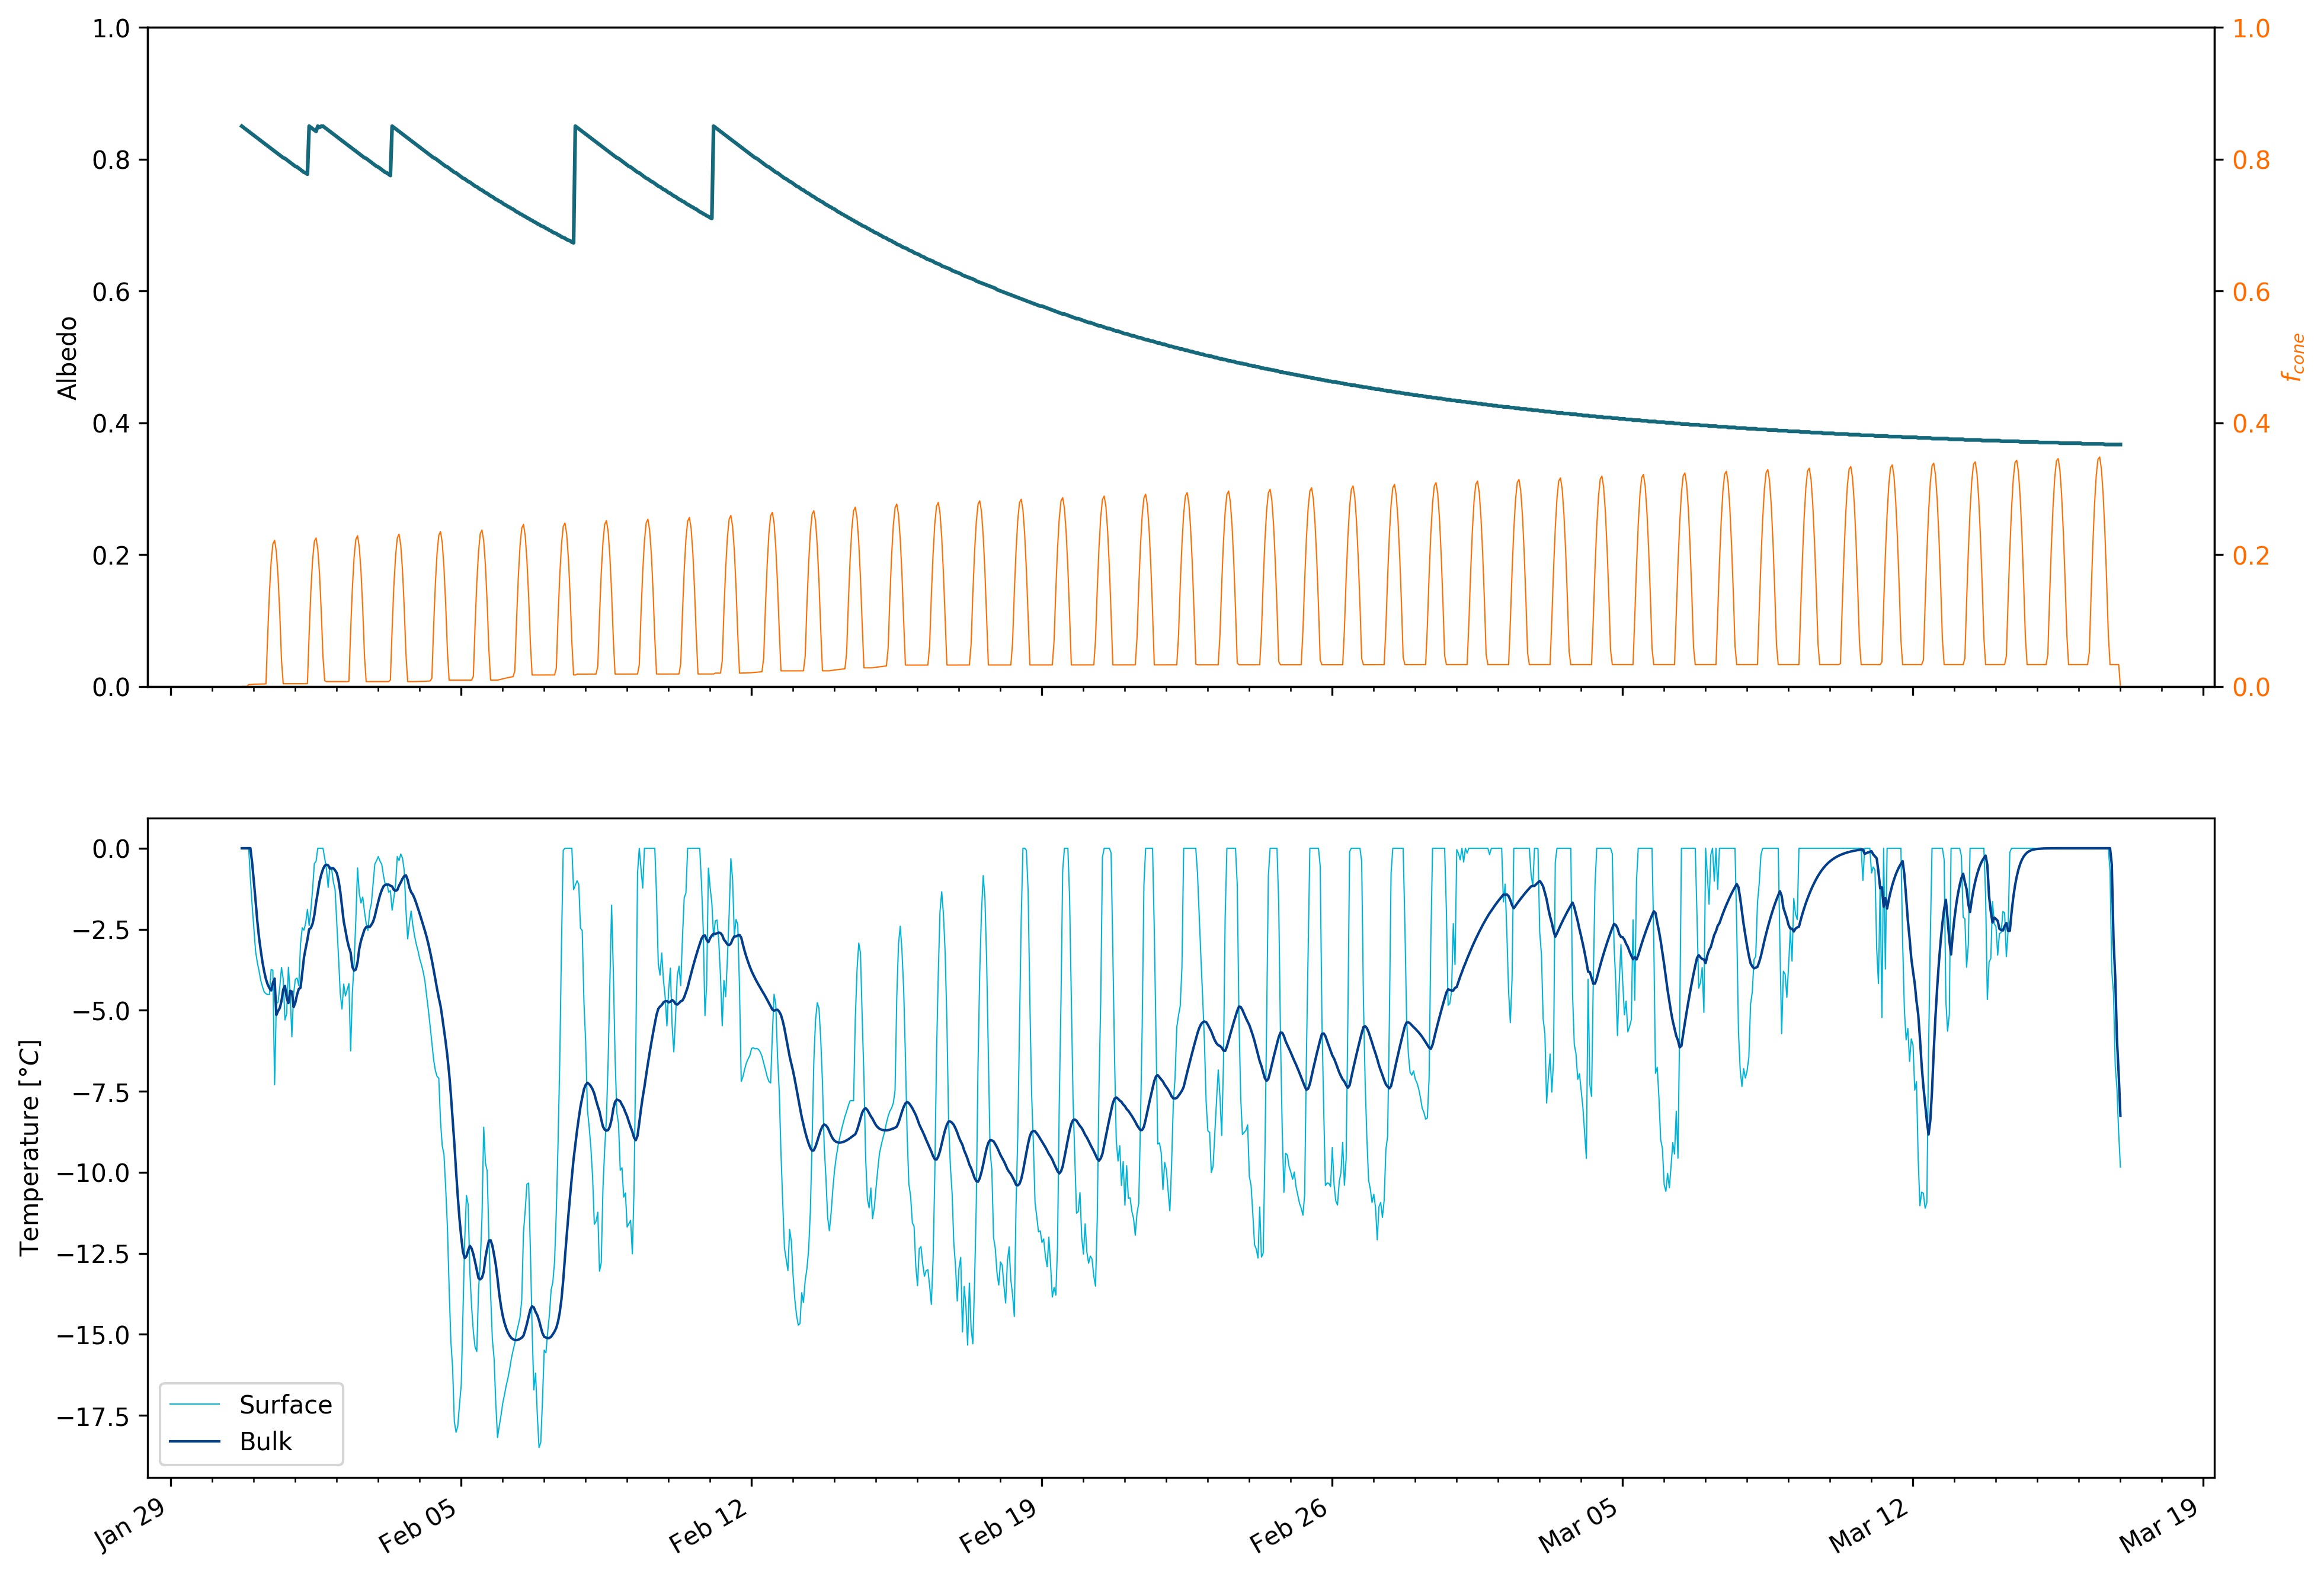 1.0
0.8
0.6
0.4
0.2
0.0
Albedo
1.0
0.8
0.6
0.4
0.2
0.0
f_cone
0.0
−2.5
−5.0
−7.5
−10.0
−12.5
−15.0
−17.5
Temperature [°C]
Surface
Bulk
Jan 29
Feb 05
Feb 12
Feb 19
Feb 26
Mar 05
Mar 12
Mar 19